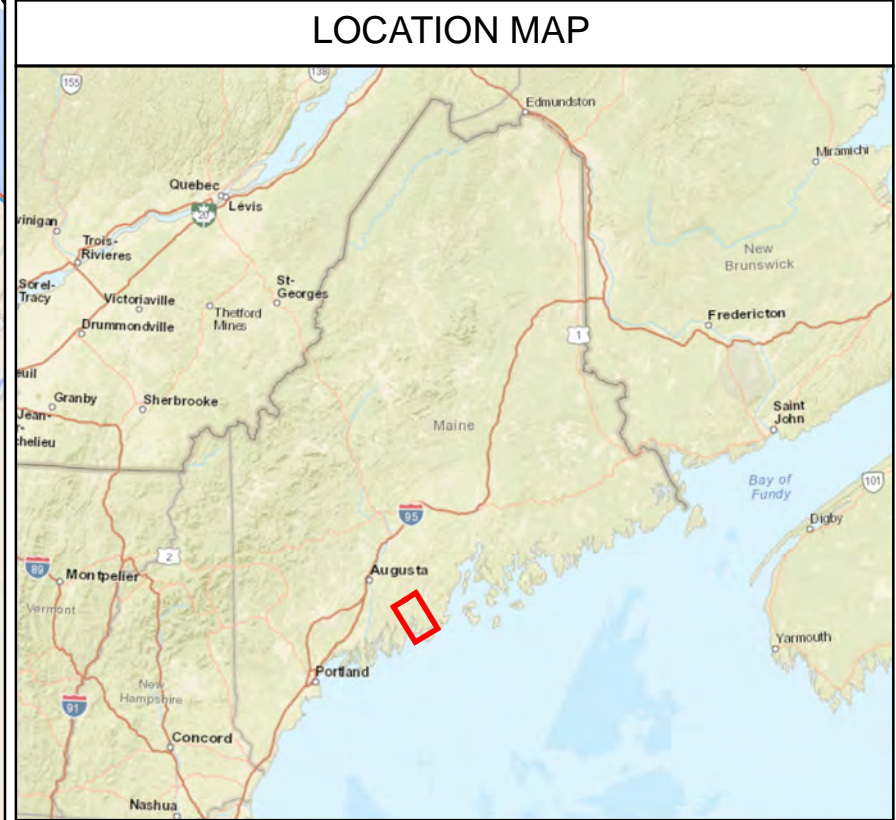 LOCATION MAP
155
138
Edmundston
Miramichi
Quebec
Lévis
20
vinigan
Trois-
Rivieres
New
Brunswick
Sorel-
Tracy
Victoriaville
St-
Georges
Thetford
Mines
Drummondville
Fredericton
1
euil
Granby
Sherbrooke
Jean-
r-
chelieu
Maine
Saint
John
Bay of
Fundy
101
95
Digby
2
89
Montpelier
Augusta
Vermont
Yarmouth
Portland
New
Hampshire
91
Concord
Nashua